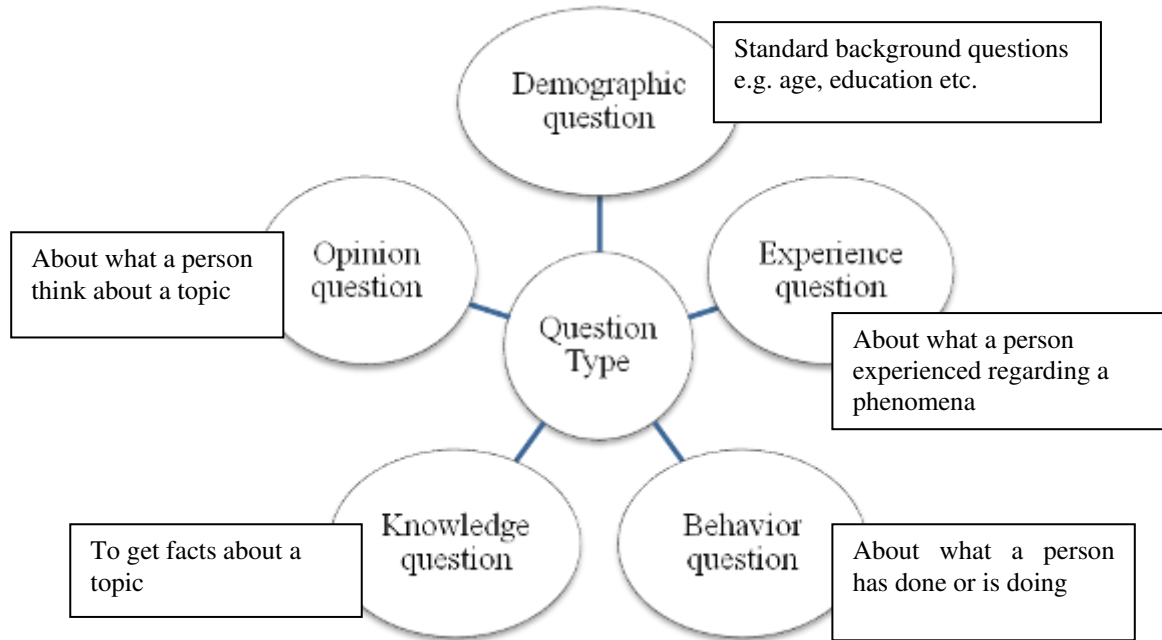 Demographic
question
Standard background questions
e.g. age, education etc.
Opinion
question
About what a person
think about a topic
Experience
question
About what a person
experienced regarding a
phenomena
Question
Type
Knowledge
question
To get facts about a
topic
Behavior
question
About what a person
has done or is doing